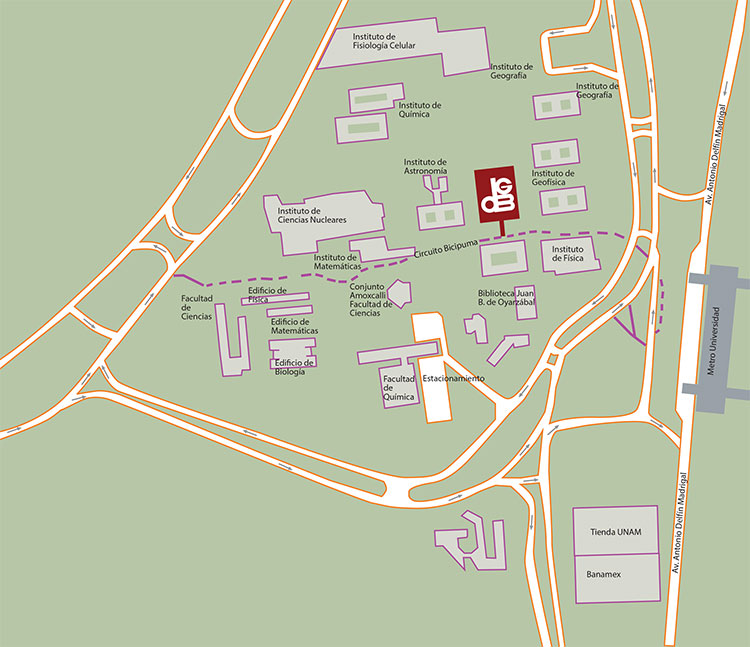 Instituto de
Fisiología Celular
Instituto de
Geografía
Instituto de
Geografía
Instituto de
Química
Av. Antonio Delfín Madrigal
Instituto de
Astronomía
Instituto de
Geofísica
Instituto de
Ciencias Nucleares
Circuito Bicipuma
Instituto de
Matemáticas
Instituto
de Física
Facultad
de
Ciencias
Edificio de
Física
Conjunto
Amoxcalli
Facultad de
Ciencias
Biblioteca Juan
B. de Oyarzábal
Edificio de
Matemáticas
Metro Universidad
Edificio de
Biología
Facultad
de
Química
Estacionamiento
Av. Antonio Delfín Madrigal
Tienda UNAM
Banamex